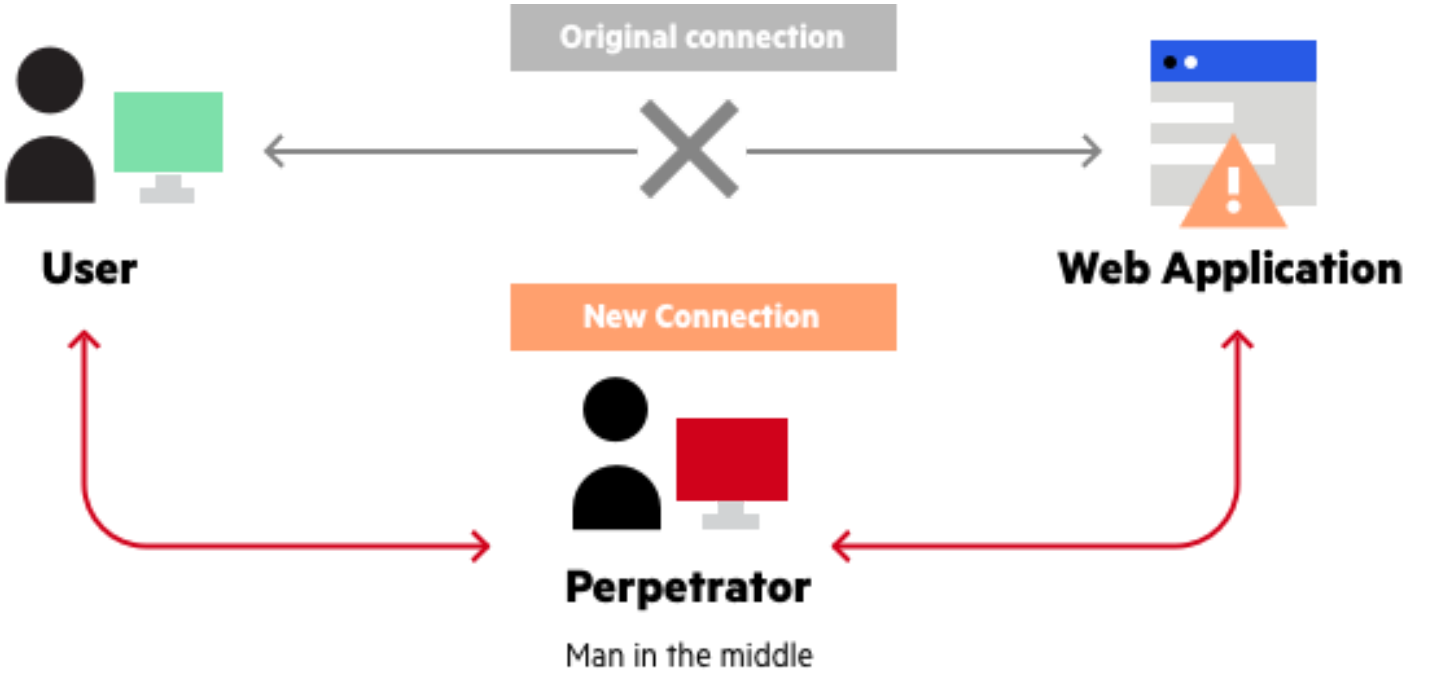 Original connection
User
Web Application
New Connection
Perpetrator
Man in the middle